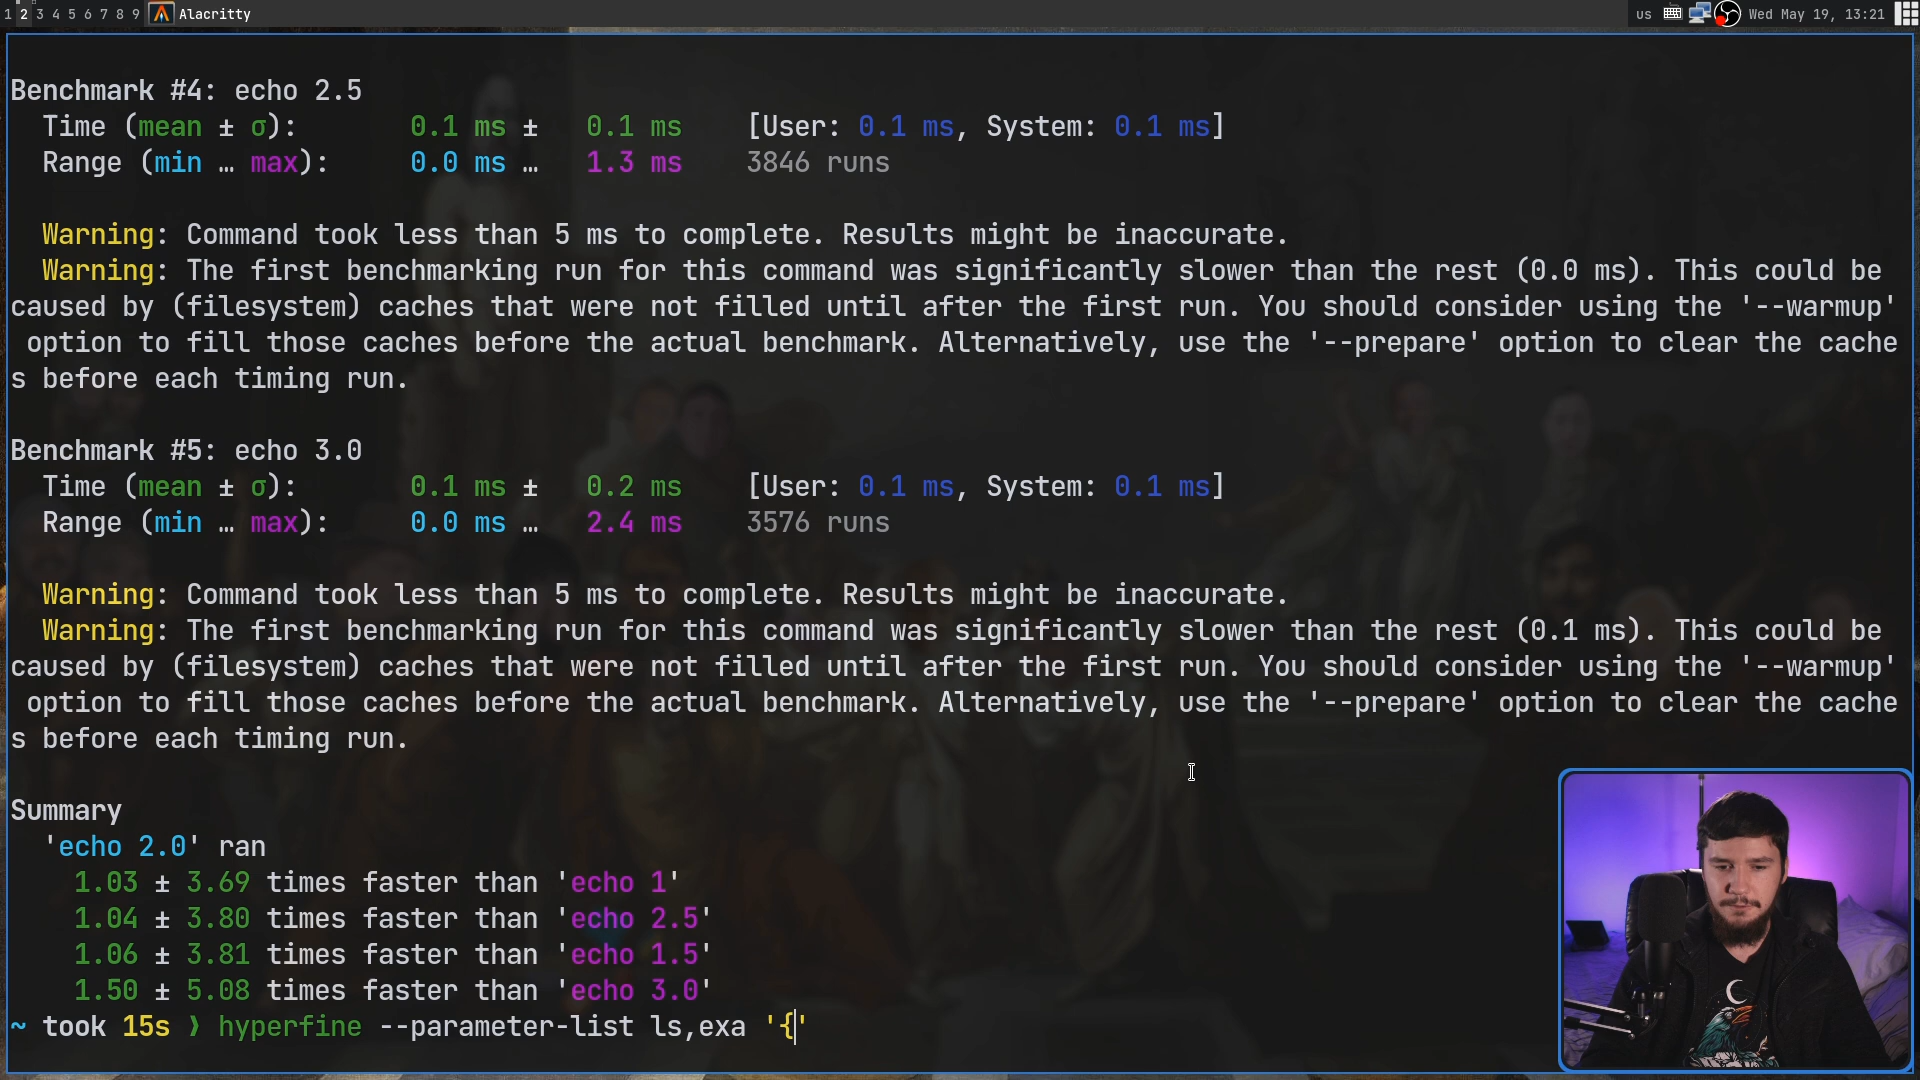 1 2 3 4 5 6 7 8 9 Alacritty us Wed May 19, 13:21
Benchmark #4: echo 2.5
Time (mean ± σ): 0.1 ms ± 0.1 ms [User: 0.1 ms, System: 0.1 ms]
Range (min … max): 0.0 ms … 1.3 ms 3846 runs
Warning: Command took less than 5 ms to complete. Results might be inaccurate.
Warning: The first benchmarking run for this command was significantly slower than the rest (0.0 ms). This could be
caused by (filesystem) caches that were not filled until after the first run. You should consider using the '--warmup'
option to fill those caches before the actual benchmark. Alternatively, use the '--prepare' option to clear the cache
s before each timing run.
Benchmark #5: echo 3.0
Time (mean ± σ): 0.1 ms ± 0.2 ms [User: 0.1 ms, System: 0.1 ms]
Range (min … max): 0.0 ms … 2.4 ms 3576 runs
Warning: Command took less than 5 ms to complete. Results might be inaccurate.
Warning: The first benchmarking run for this command was significantly slower than the rest (0.1 ms). This could be
caused by (filesystem) caches that were not filled until after the first run. You should consider using the '--warmup'
option to fill those caches before the actual benchmark. Alternatively, use the '--prepare' option to clear the cache
s before each timing run.
Summary
'echo 2.0' ran
1.03 ± 3.69 times faster than 'echo 1'
1.04 ± 3.80 times faster than 'echo 2.5'
1.06 ± 3.81 times faster than 'echo 1.5'
1.50 ± 5.08 times faster than 'echo 3.0'
~ took 15s ❯ hyperfine --parameter-list ls,exa '{'